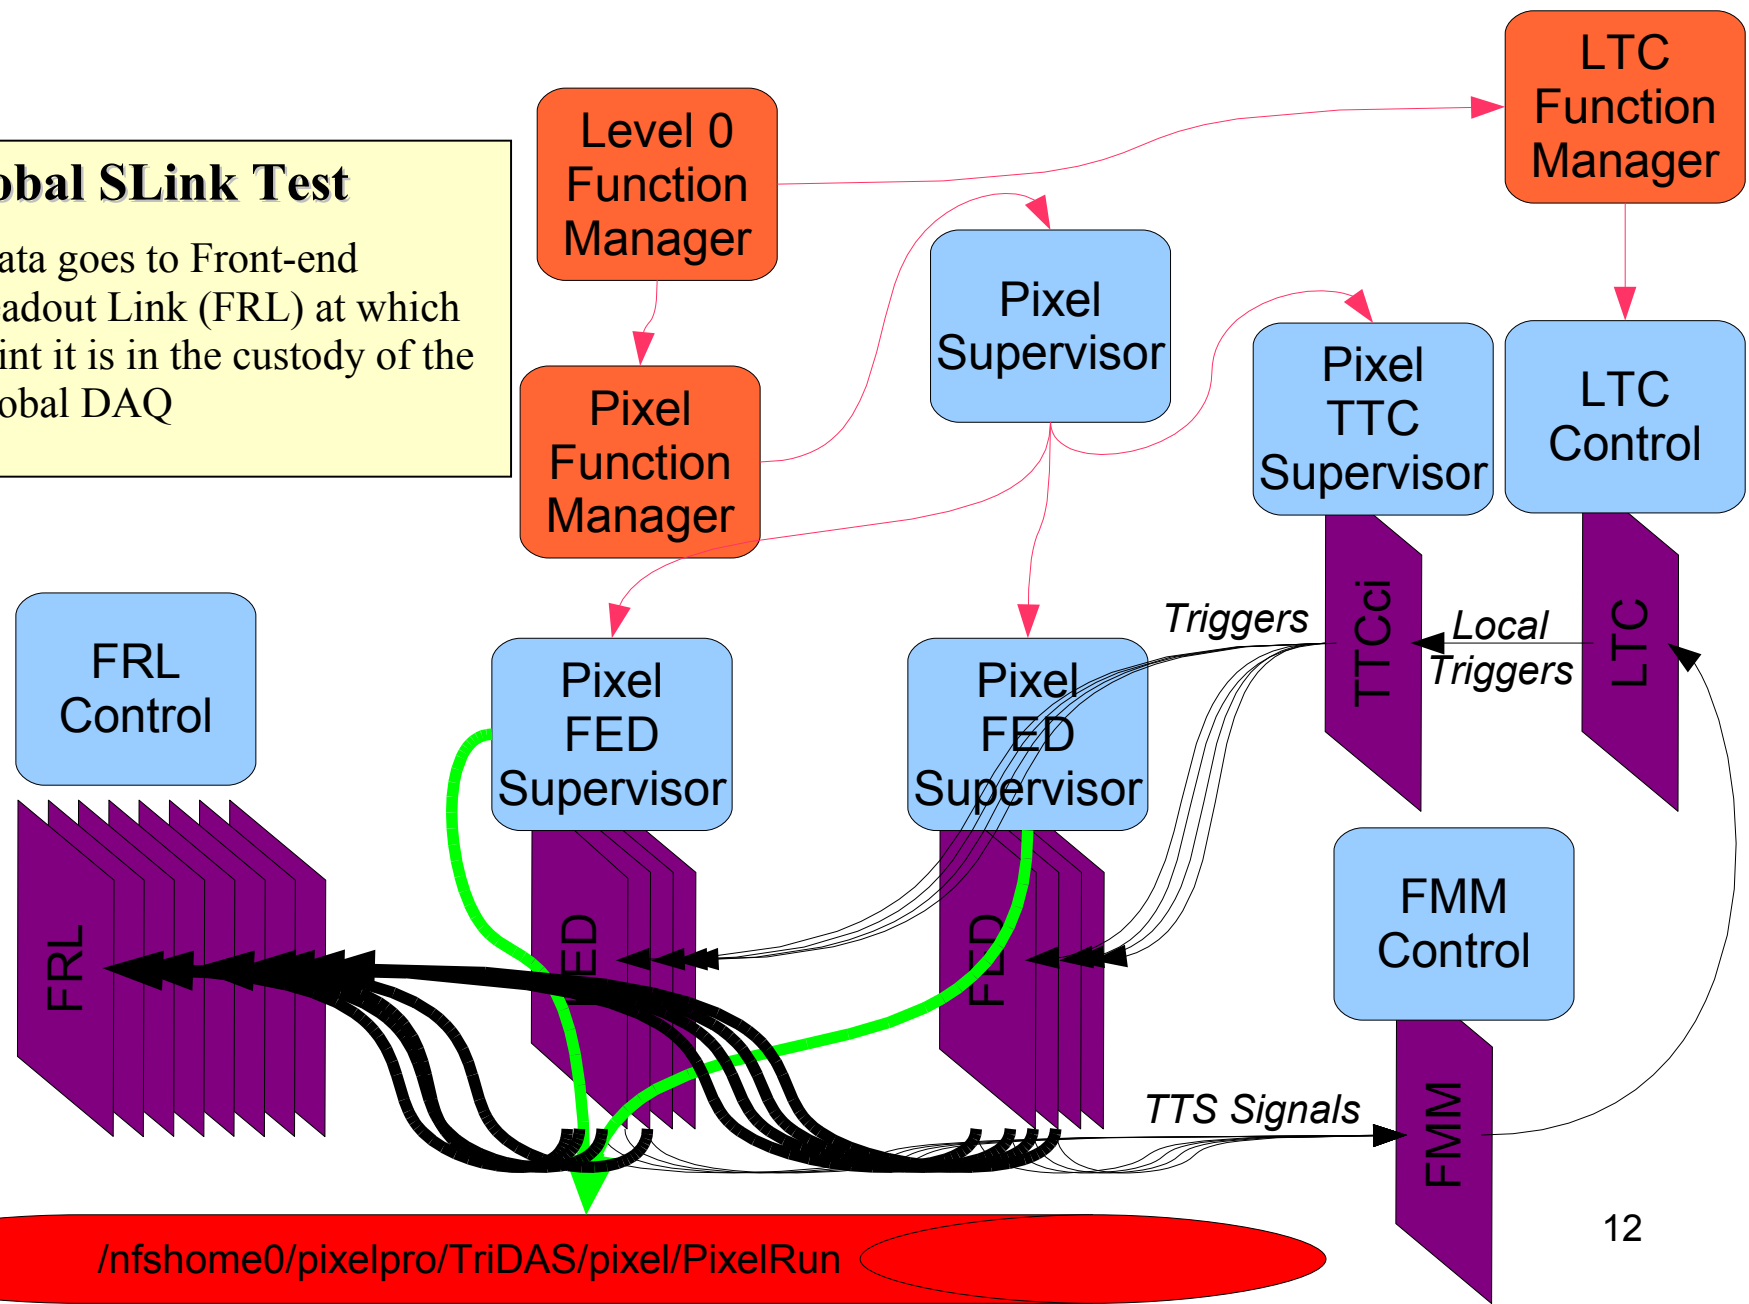 obal SLink Test
ata goes to Front-end
eadout Link (FRL) at which
int it is in the custody of the
obal DAQ
Level 0
Function
Manager
LTC
Function
Manager
Pixel
Supervisor
Pixel
TTC
Supervisor
LTC
Control
Pixel
Function
Manager
FRL
Control
Pixel
FED
Supervisor
Pixel
FED
Supervisor
Triggers
TTCci
Local
Triggers
LTC
FMM
Control
FRL
FED
FED
TTS Signals
FMM
/nfshome0/pixelpro/TriDAS/pixel/PixelRun
12